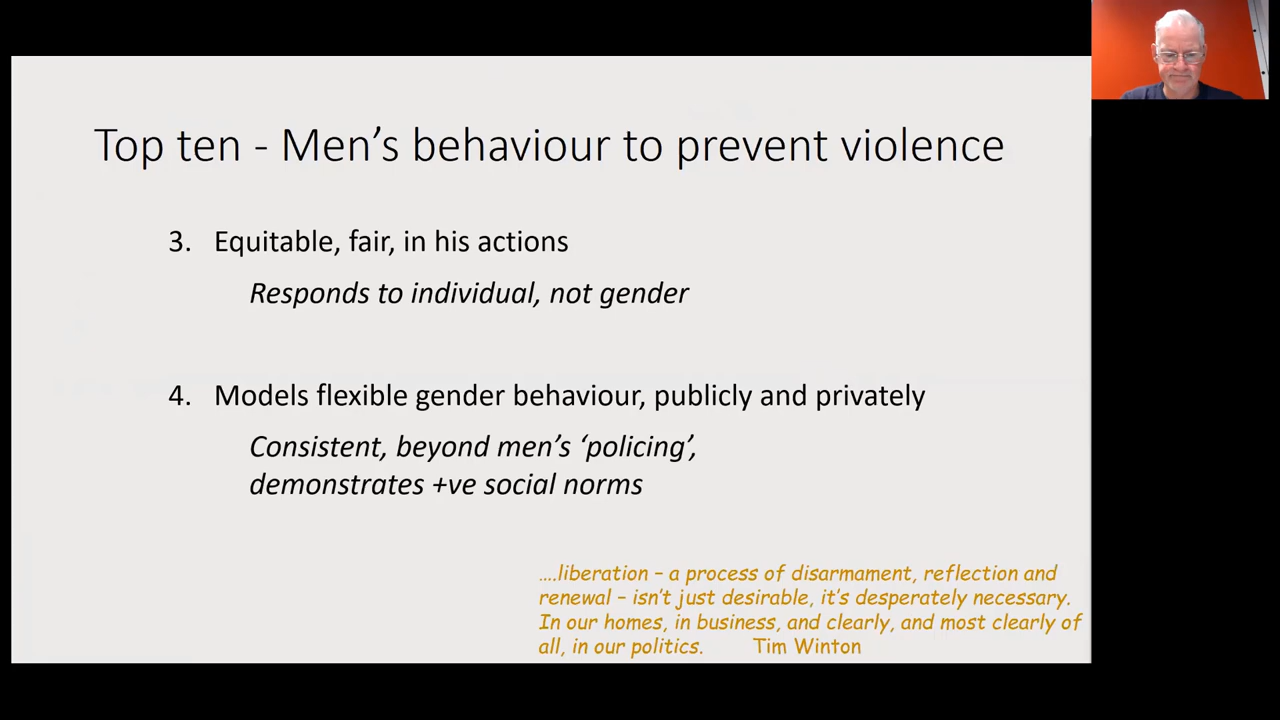 Top ten - Men’s behaviour to prevent violence
3. Equitable, fair, in his actions
Responds to individual, not gender
4. Models flexible gender behaviour, publicly and privately
Consistent, beyond men’s ‘policing’,
demonstrates +ve social norms
....liberation – a process of disarmament, reflection and
renewal – isn’t just desirable, it’s desperately necessary.
In our homes, in business, and clearly, and most clearly of
all, in our politics. Tim Winton